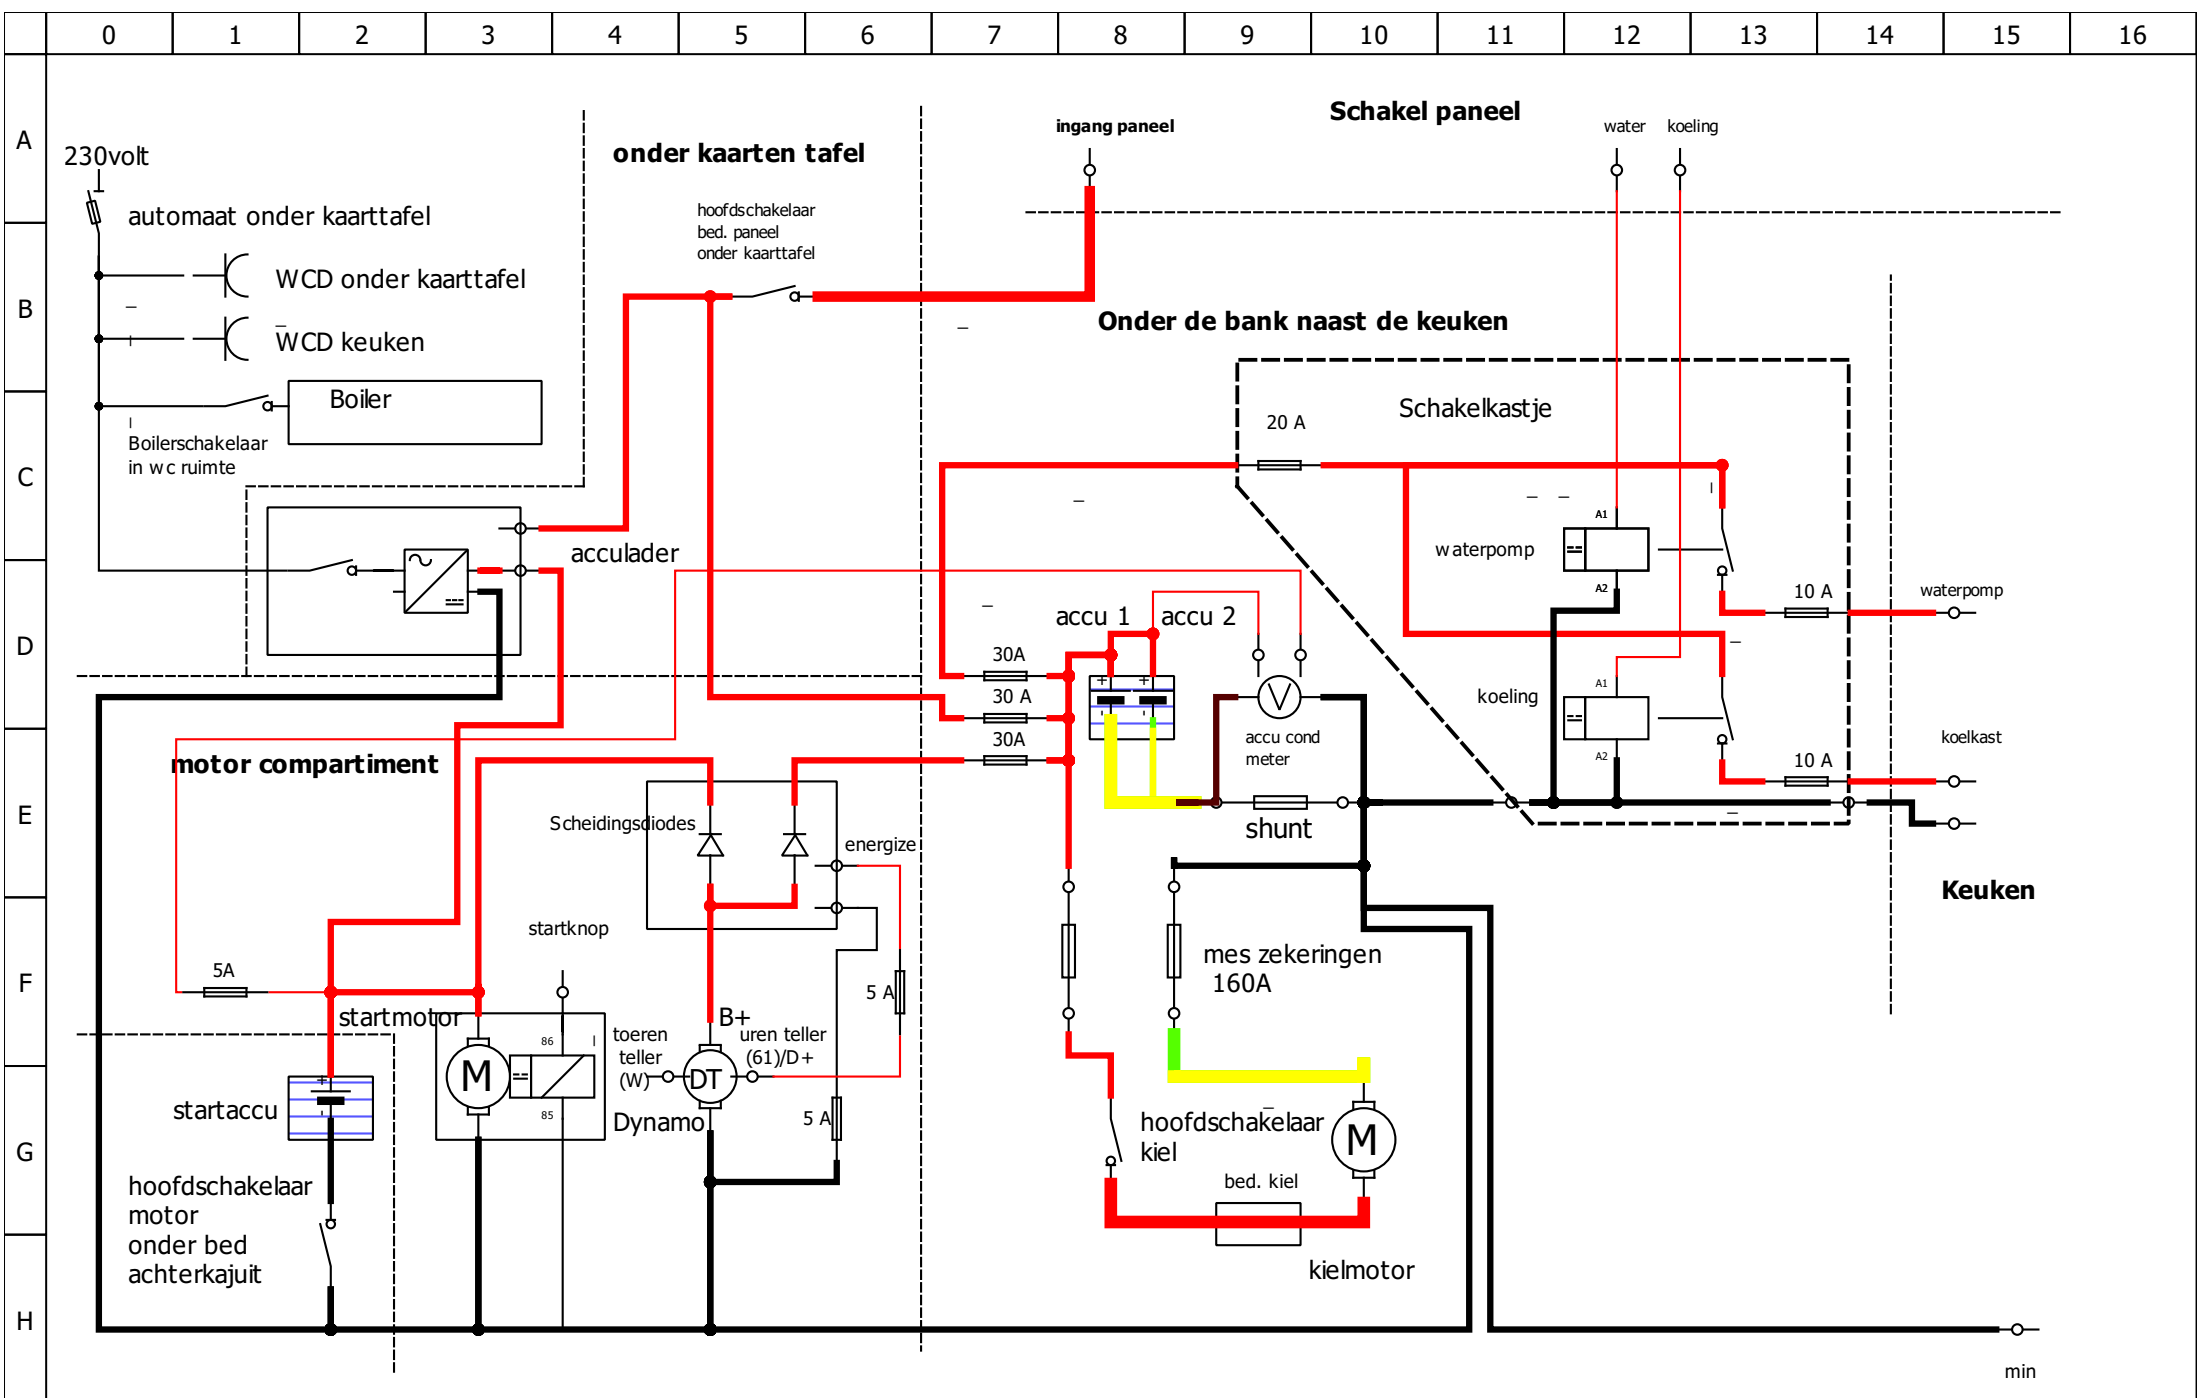 0 1 2 3 4 5 6 7 8 9 10 11 12 13 14 15 16
A
B
C
D
E
F
G
H
230volt
automaat onder kaarttafel
WCD onder kaarttafel
WCD keuken
Boiler
Boilerschakelaar
in wc ruimte
onder kaarten tafel
hoofdschakelaar
bed. paneel
onder kaarttafel
ingang paneel
Schakel paneel
water
koeling
Onder de bank naast de keuken
Schakelkastje
20 A
acculader
A1
waterpomp
A2
10 A
waterpomp
accu 1
accu 2
+
+
-
-
30A
30 A
30A
V
accu cond
meter
shunt
A1
koeling
A2
10 A
koelkast
Keuken
motor compartiment
Scheidingsdiodes
energize
startknop
5A
5 A
startmotor
M
86
85
toeren
teller
(W)
B+
uren teller
(61)/D+
DT
Dynamo
5 A
startaccu
+
-
hoofdschakelaar
motor
onder bed
achterkajuit
mes zekeringen
160A
hoofdschakelaar
kiel
M
bed. kiel
kielmotor
min